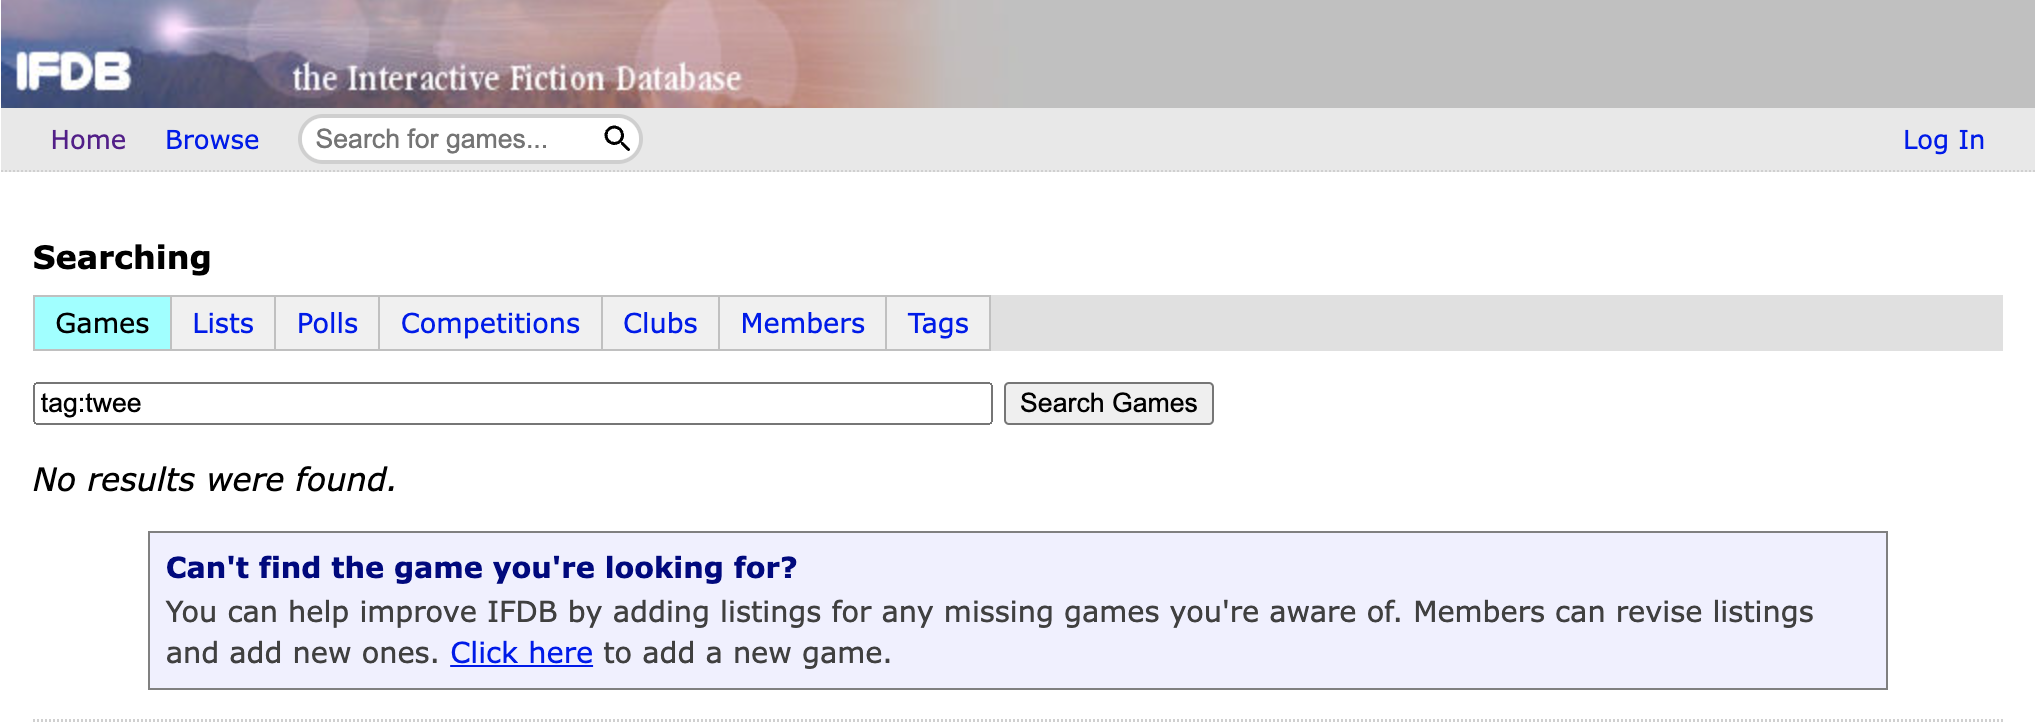 IFDB
the Interactive Fiction Database
Home Browse Search for games... Log In
Searching
Games Lists Polls Competitions Clubs Members Tags
tag:twee Search Games
No results were found.
Can't find the game you're looking for?
You can help improve IFDB by adding listings for any missing games you're aware of. Members can revise listings
and add new ones. Click here to add a new game.